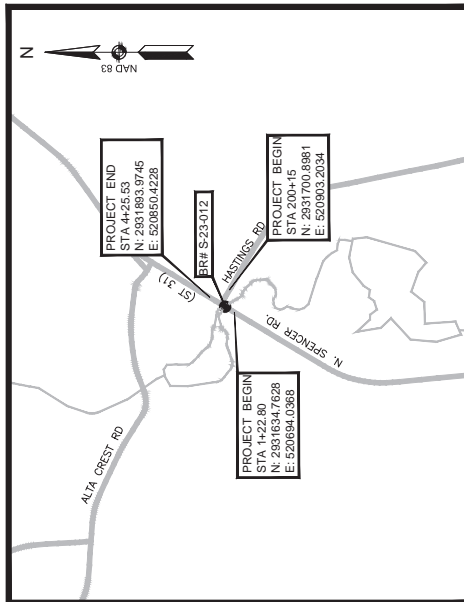 N
NAD 83
PROJECT END
STA 4+25.53
N: 2931893.9745
E: 520850.4228
BR# S-23-012
PROJECT BEGIN
STA 200+15
N: 2931700.8981
E: 520903.2034
HASTINGS RD
(ST 31)
N. SPENCER RD.
ALTA CREST RD
PROJECT BEGIN
STA 1+22.80
N: 2931634.7628
E: 520694.0368